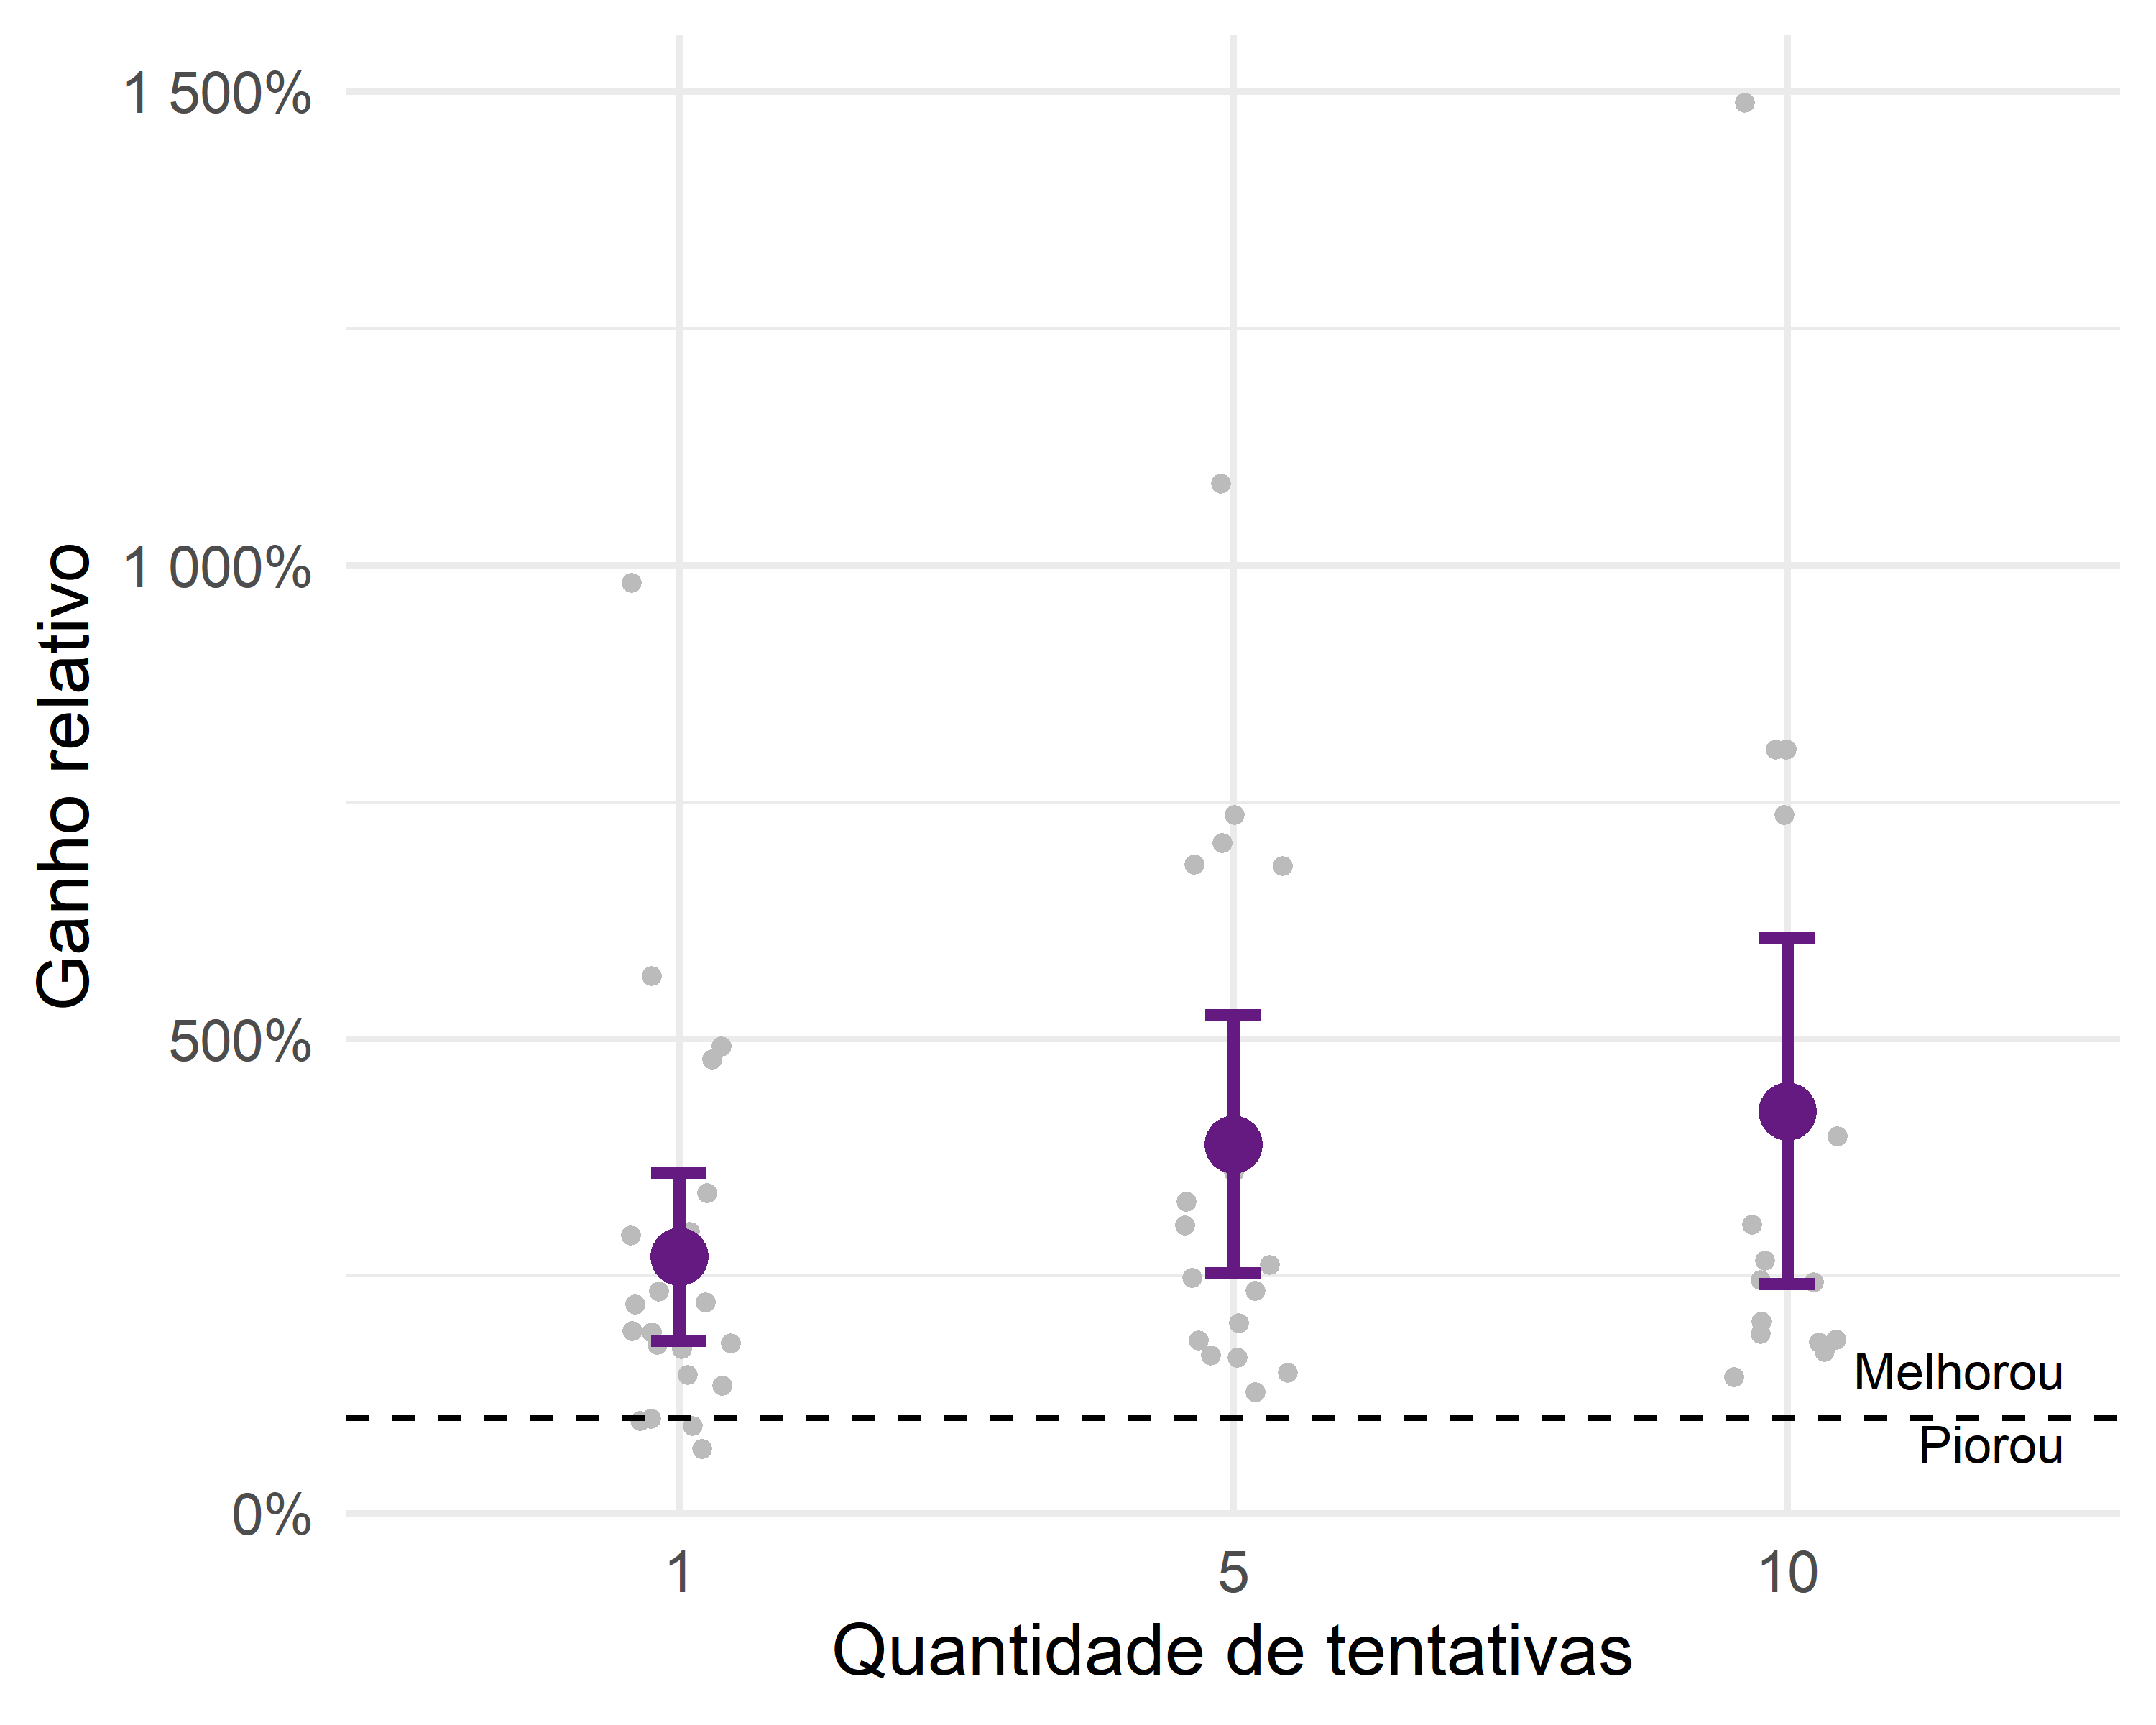 Ganho relativo
1 500%
1 000%
500%
0%
Melhorou
Piorou
1
5
10
Quantidade de tentativas